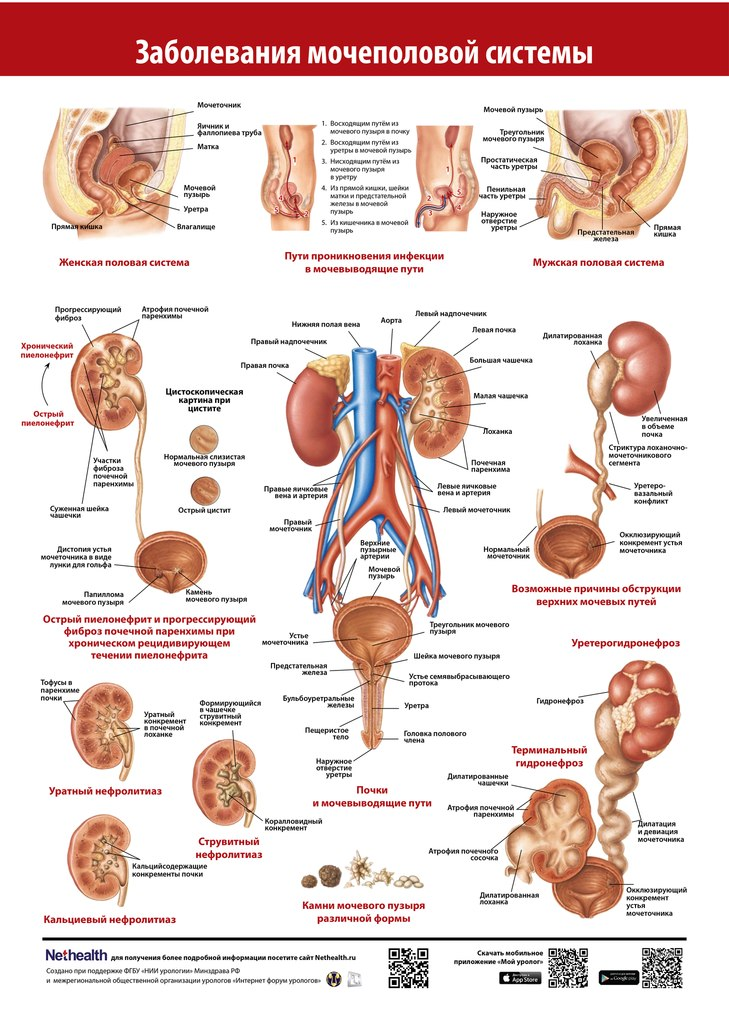 Заболевания мочеполовой системы
Мочеточник
Яичник и
фаллопиева труба
Матка
Мочевой
пузырь
Уретра
Влагалище
Прямая кишка
Женская половая система
1
2
3
4
5
1. Восходящим путём из
мочевого пузыря в почку
2. Восходящим путём из
уретры в мочевой пузырь
3. Нисходящим путём из
мочевого пузыря
в уретру
4. Из прямой кишки, шейки
матки и предстательной
железы в мочевой
пузырь
5. Из кишечника в мочевой
пузырь
1
2
3
4
5
Пути проникновения инфекции
в мочевыводящие пути
Мочевой пузырь
Треугольник
мочевого пузыря
Простатическая
часть уретры
Пенильная
часть уретры
Наружное
отверстие
уретры
Предстательная
железа
Прямая
кишка
Мужская половая система
Прогрессирующий
фиброз
Атрофия почечной
паренхимы
Хронический
пиелонефрит
Острый
пиелонефрит
Участки
фиброза
почечной
паренхимы
Суженная шейка
чашечки
Дистопия устья
мочеточника в виде
лунки для гольфа
Папиллома
мочевого пузыря
Камень
мочевого пузыря
Острый пиелонефрит и прогрессирующий
фиброз почечной паренхимы при
хроническом рецидивирующем
течении пиелонефрита
Цистоскопическая
картина при
цистите
Нормальная слизистая
мочевого пузыря
Острый цистит
Нижняя полая вена
Аорта
Левый надпочечник
Правый надпочечник
Левая почка
Правая почка
Большая чашечка
Малая чашечка
Лоханка
Почечная
паренхима
Правые яичковые
вена и артерия
Левые яичковые
вена и артерия
Правый
мочеточник
Левый мочеточник
Верхние
пузырные
артерии
Мочевой
пузырь
Треугольник мочевого
пузыря
Устье
мочеточника
Шейка мочевого пузыря
Предстательная
железа
Устье семявыбрасывающего
протока
Бульбоуретральные
железы
Уретра
Пещеристое
тело
Головка полового
члена
Наружное
отверстие
уретры
Почки
и мочевыводящие пути
Дилатированная
лоханка
Увеличенная
в объеме
почка
Стриктура лоханочно-
мочеточникового
сегмента
Уретеро-
вазальный
конфликт
Нормальный
мочеточник
Окклюзирующий
конкремент устья
мочеточника
Возможные причины обструкции
верхних мочевых путей
Тофусы в
паренхиме
почки
Уратный
конкремент
в почечной
лоханке
Уратный нефролитиаз
Формирующийся
в чашечке
струвитный
конкремент
Коралловидный
конкремент
Струвитный
нефролитиаз
Кальцийсодержащие
конкременты почки
Кальциевый нефролитиаз
Камни мочевого пузыря
различной формы
Уретерогидронефроз
Гидронефроз
Терминальный
гидронефроз
Дилатированные
чашечки
Атрофия почечной
паренхимы
Атрофия почечного
сосочка
Дилатированная
лоханка
Дилатация
и девиация
мочеточника
Окклюзирующий
конкремент
устья
мочеточника
Nethealth для получения более подробной информации посетите сайт Nethealth.ru
Создано при поддержке ФГБУ «НИИ урологии» Минздрава РФ
и межрегиональной общественной организации урологов «Интернет форум урологов»
Скачать мобильное
приложение «Мой уролог»
App Store
Google play